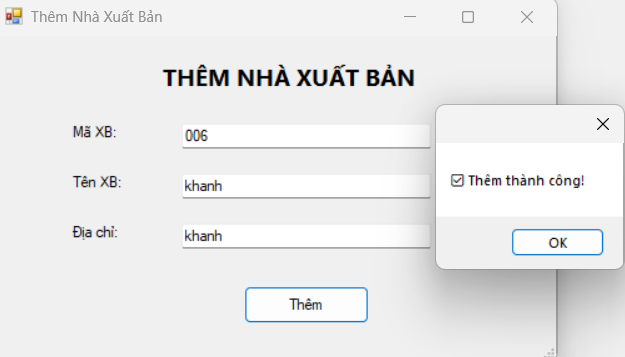 Thêm Nhà Xuất Bản
THÊM NHÀ XUẤT BẢN
Mã XB:
006
Tên XB:
khanh
Địa chỉ:
khanh
Thêm
Thêm thành công!
OK